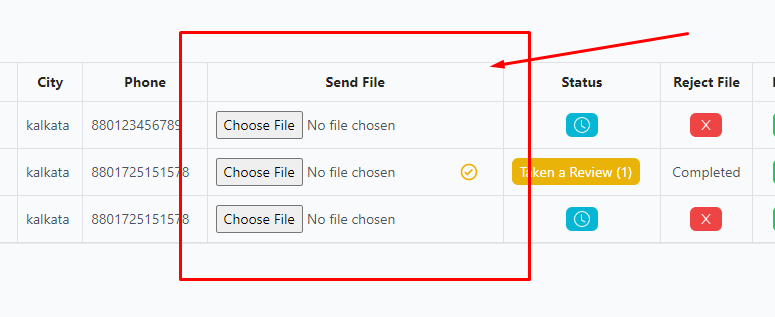 City Phone Send File Status Reject File
kalkata 880123456789 Choose File No file chosen X
kalkata 8801725151578 Choose File No file chosen Taken a Review (1) Completed
kalkata 8801725151578 Choose File No file chosen X